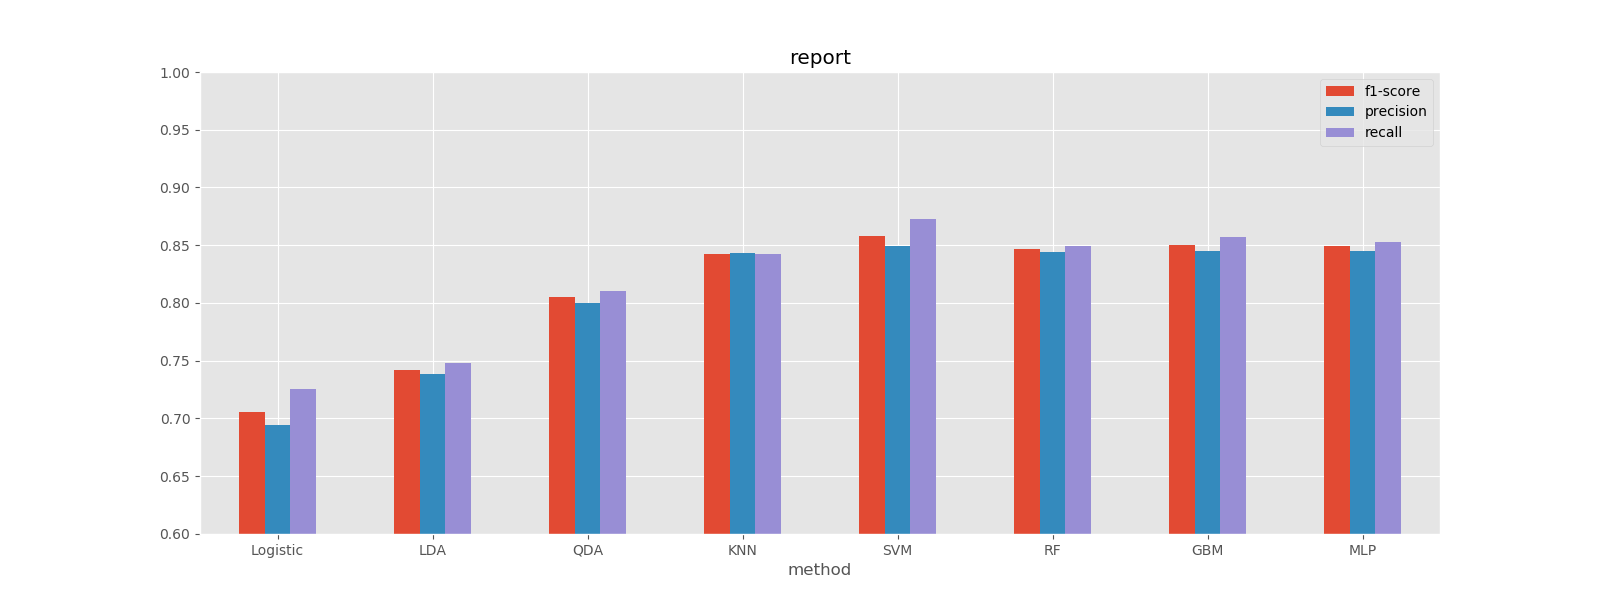 report
1.00
0.95
0.90
0.85
0.80
0.75
0.70
0.65
0.60
f1-score
precision
recall
Logistic LDA QDA KNN SVM RF GBM MLP
method